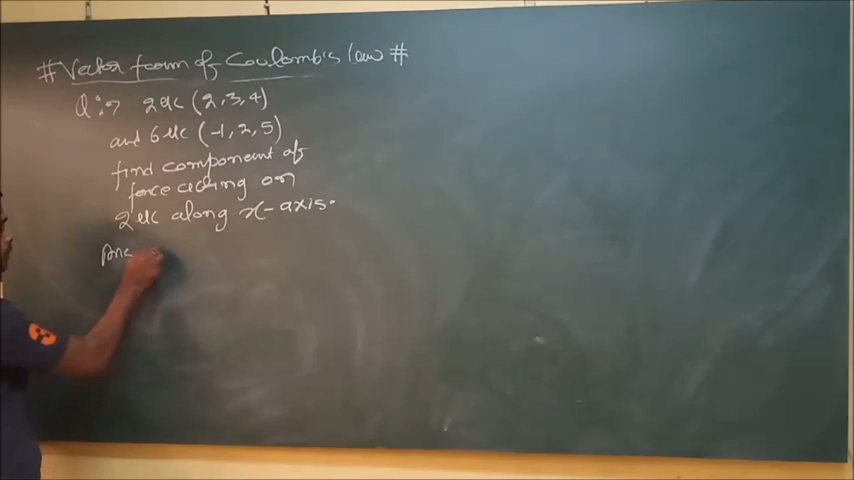 # Vector form of Coulomb's law #
Q:→ 2μc (2,3,4)
and 6μc (-1,2,5)
find component of
force acting on
2μc along x-axis.
Ans